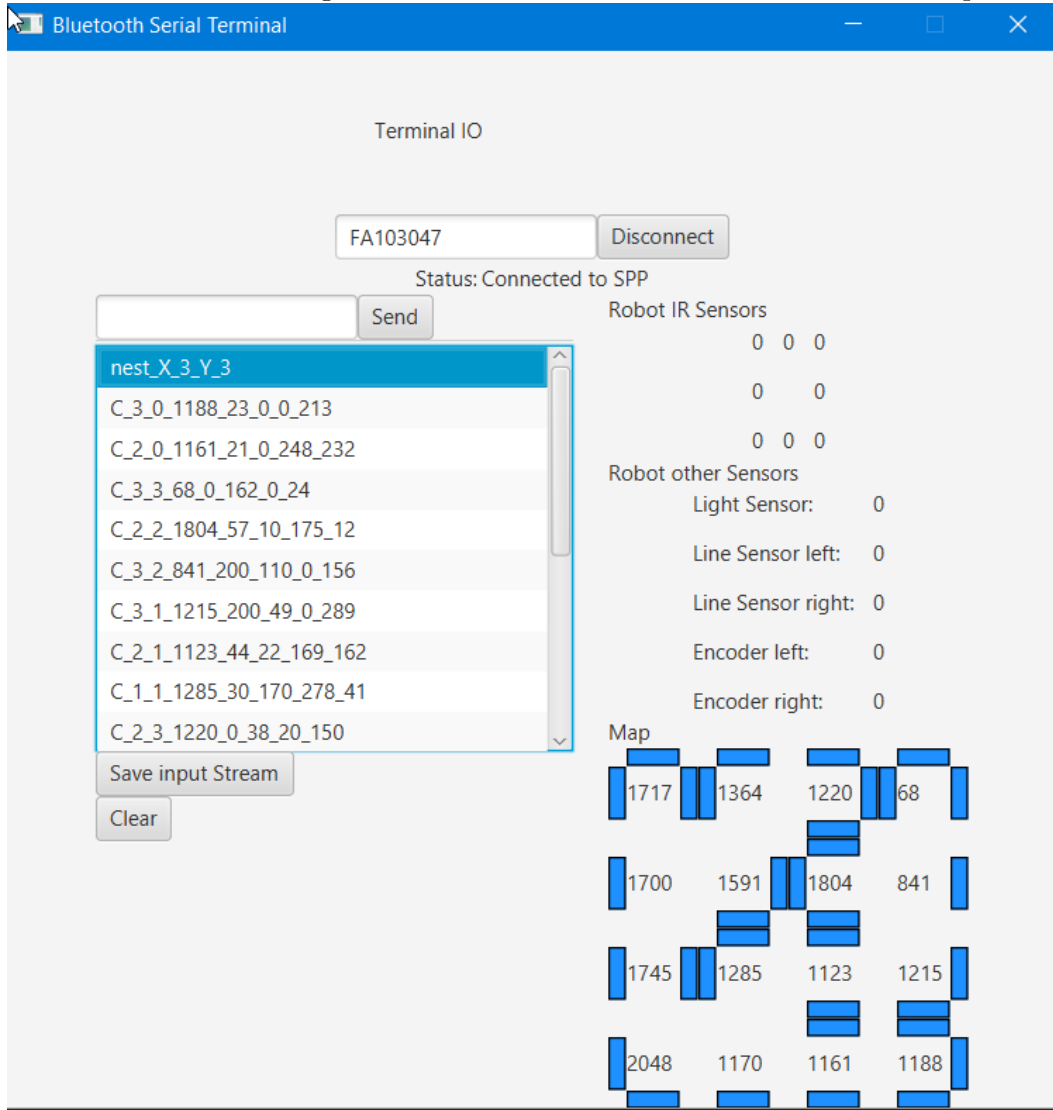 Bluetooth Serial Terminal
Terminal IO
FA103047 Disconnect
Status: Connected to SPP
Send
nest_X_3_Y_3
C_3_0_1188_23_0_0_213
C_2_0_1161_21_0_248_232
C_3_3_68_0_162_0_24
C_2_2_1804_57_10_175_12
C_3_2_841_200_110_0_156
C_3_1_1215_200_49_0_289
C_2_1_1123_44_22_169_162
C_1_1_1285_30_170_278_41
C_2_3_1220_0_38_20_150
Save input Stream
Clear
Robot IR Sensors
0 0 0
0 0
0 0 0
Robot other Sensors
Light Sensor: 0
Line Sensor left: 0
Line Sensor right: 0
Encoder left: 0
Encoder right: 0
Map
1717 1364 1220 68
1700 1591 1804 841
1745 1285 1123 1215
2048 1170 1161 1188